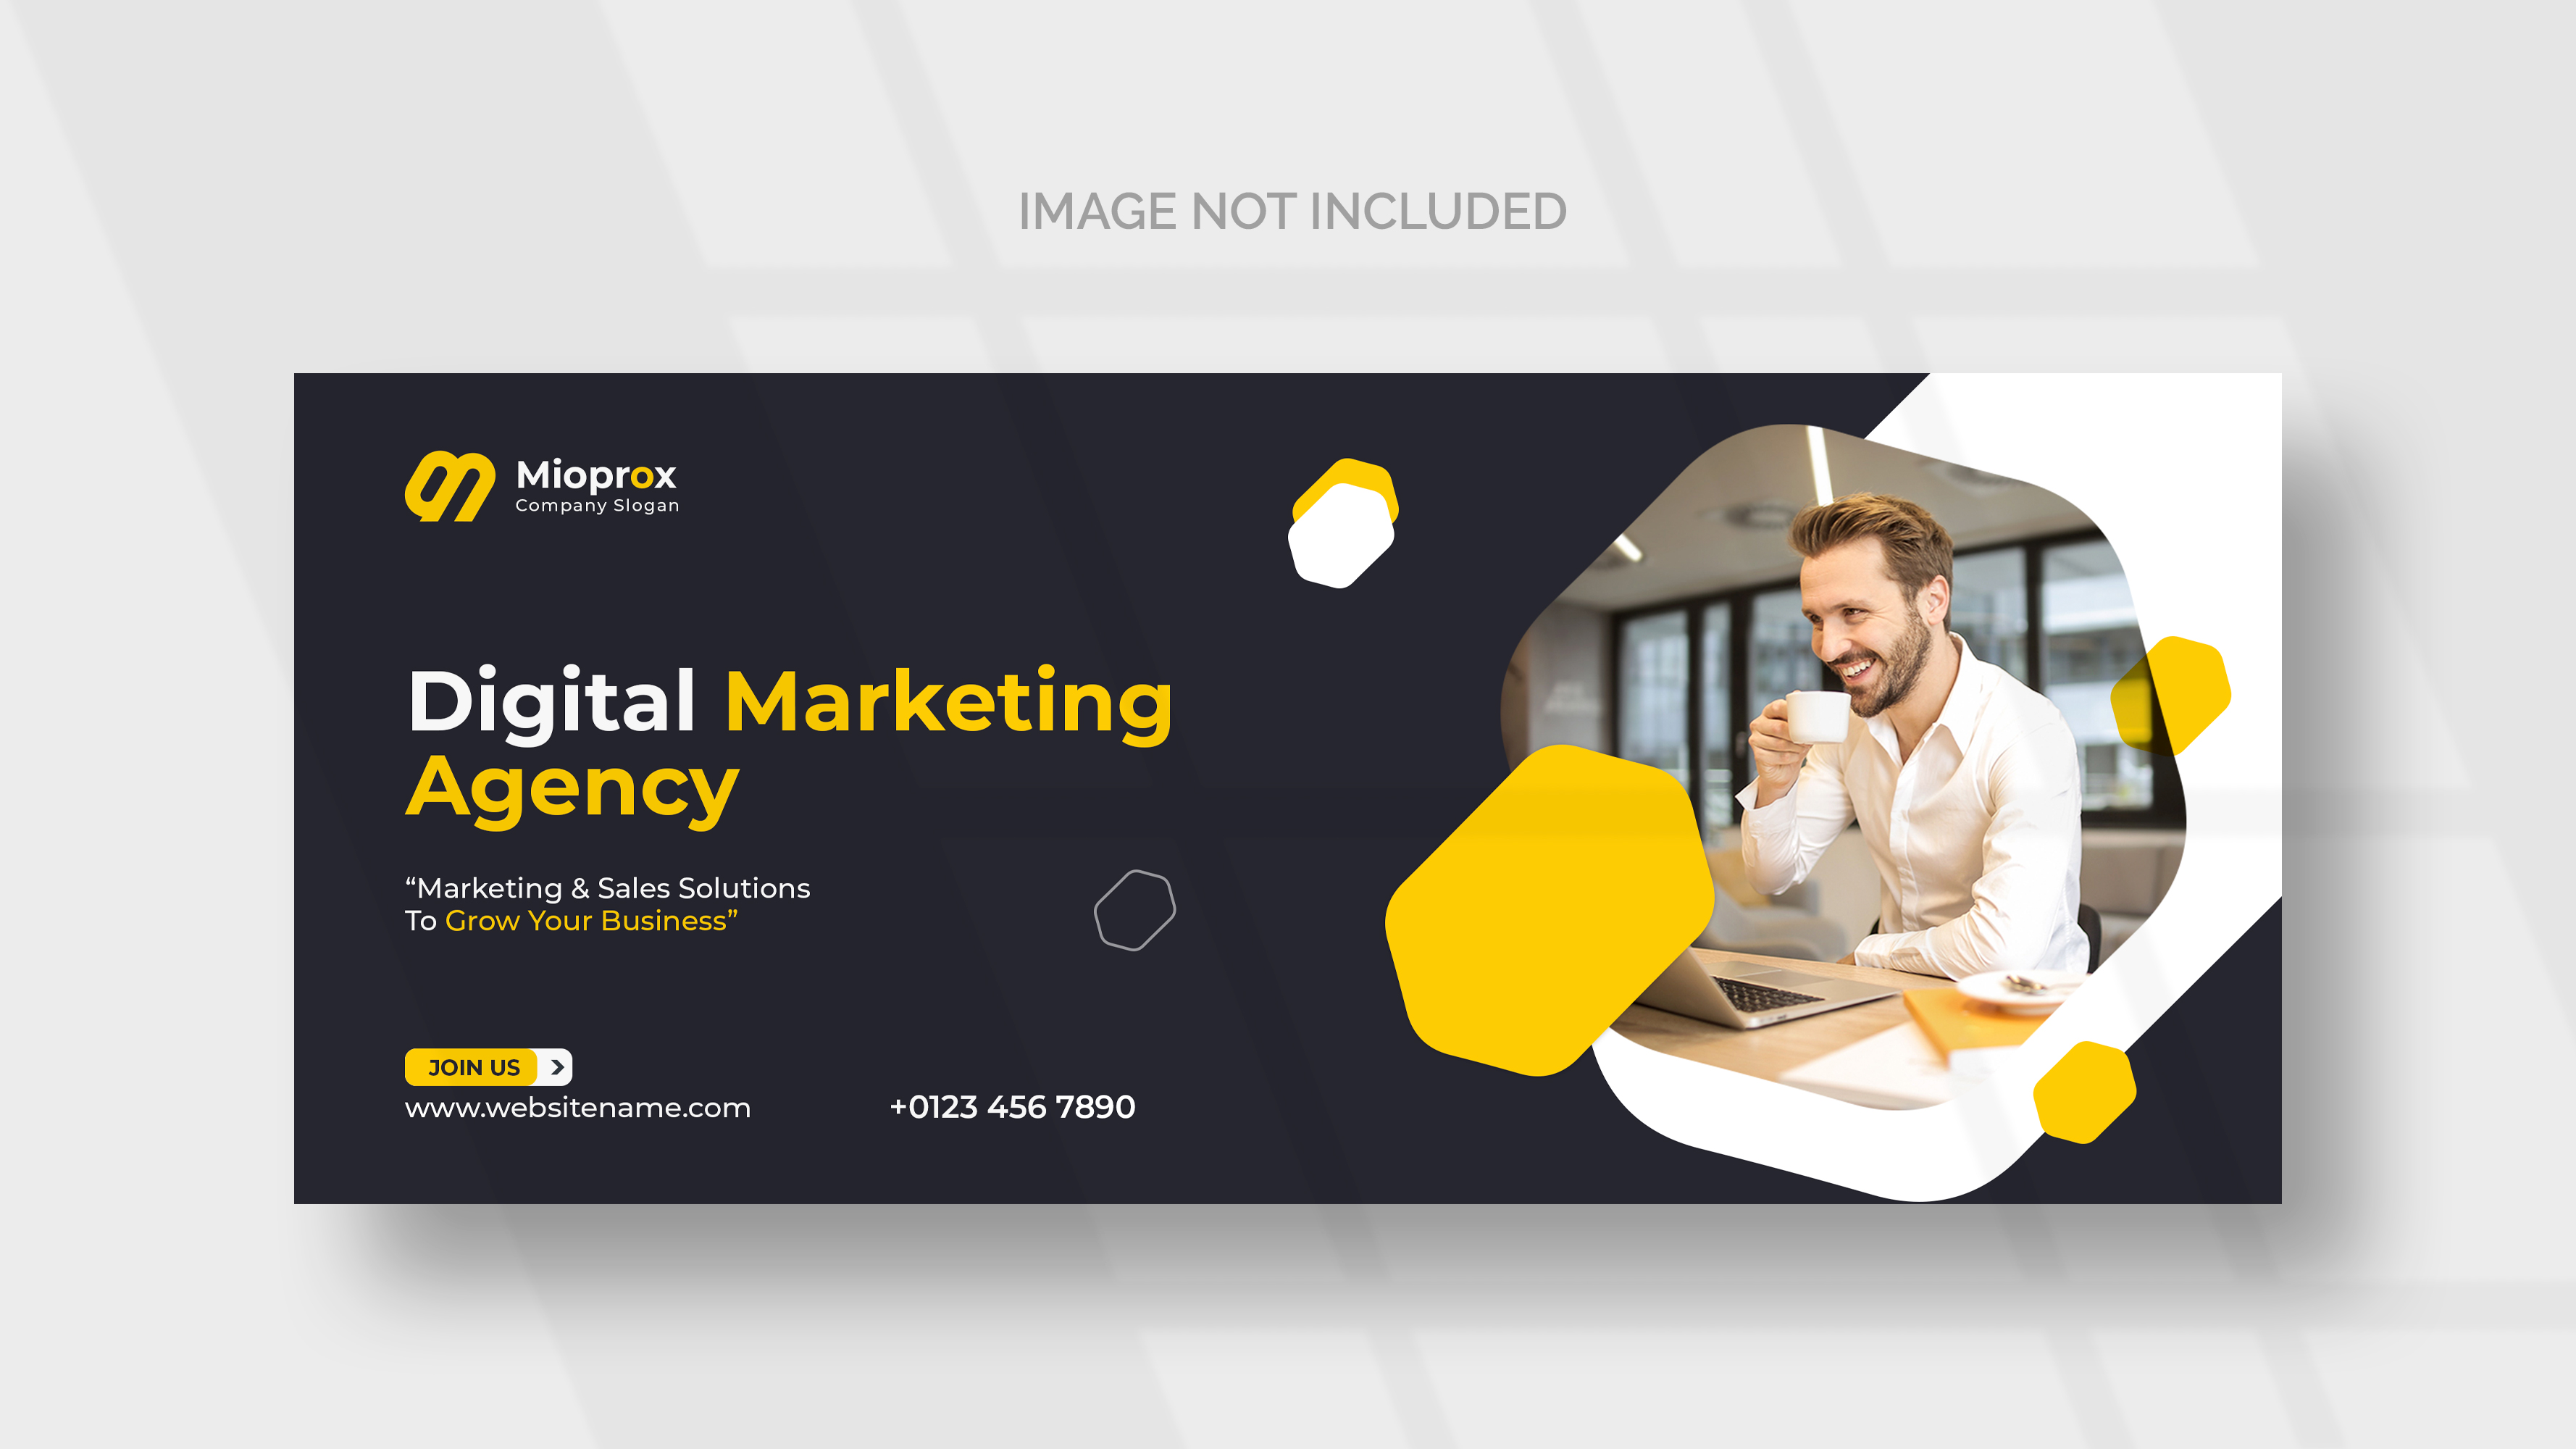 IMAGE NOT INCLUDED
Mioprox
Company Slogan
Digital Marketing
Agency
“Marketing & Sales Solutions
To Grow Your Business”
JOIN US
www.websitename.com
+0123 456 7890